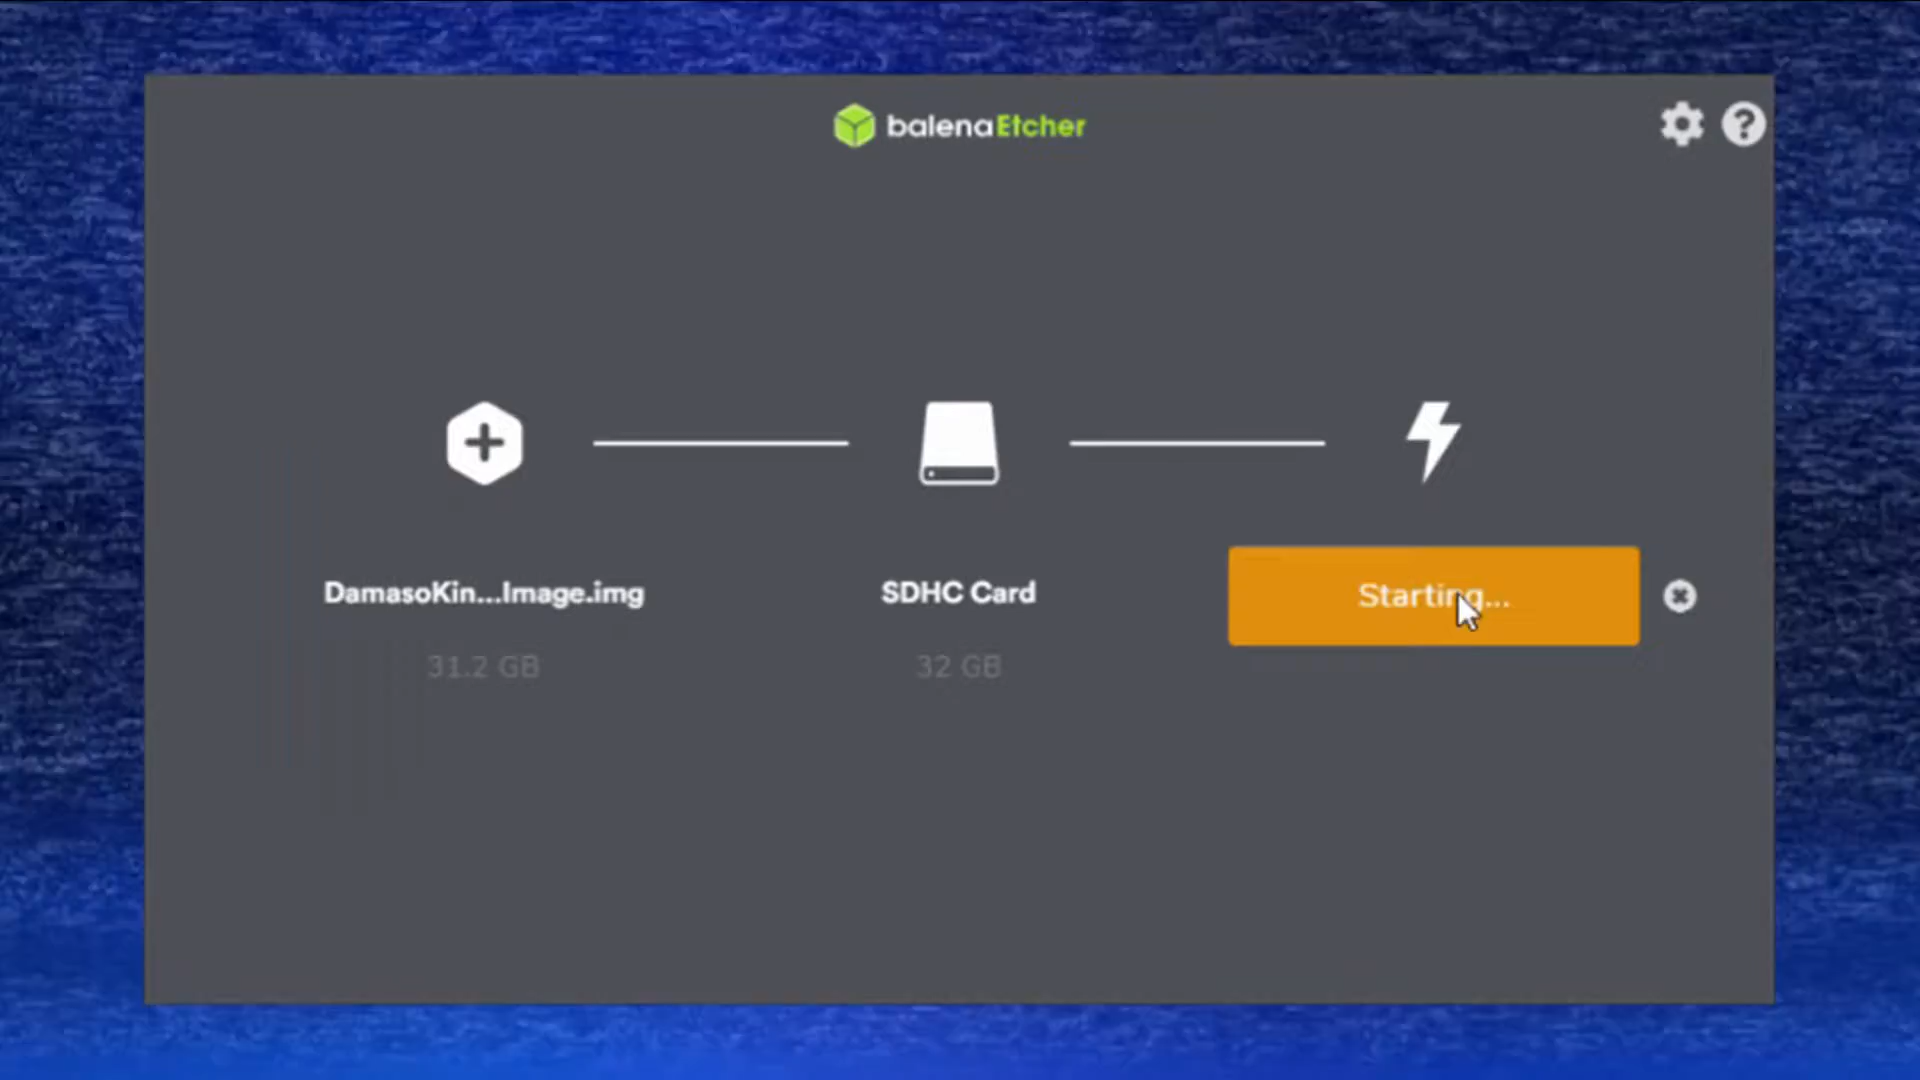 balenaEtcher
DamasoKin...Image.img
SDHC Card
Starting...
31.2 GB
32 GB